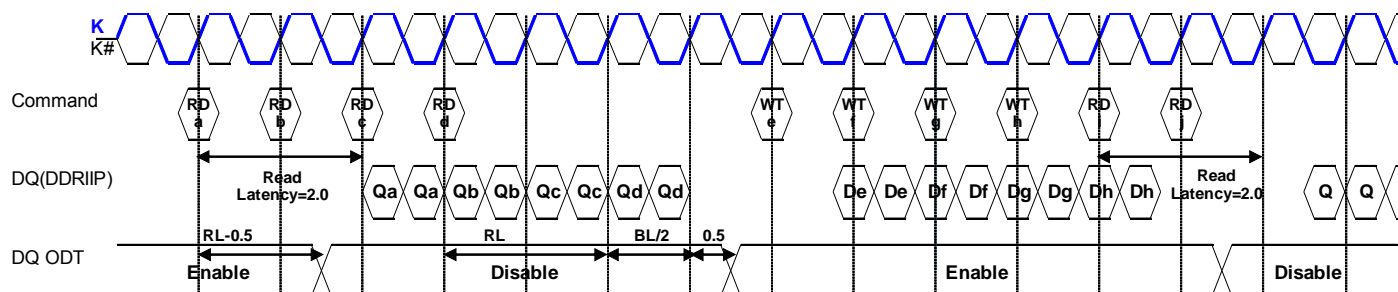 K
K#
Command
RD a
RD b
RD c
RD d
WT e
WT f
WT g
WT h
RD i
RD j
DQ(DDRIIP)
Read
Latency=2.0
Qa Qa Qb Qb Qc Qc Qd Qd
De De Df Df Dg Dg Dh Dh
Read
Latency=2.0
Q Q
DQ ODT
RL-0.5
Enable
RL
Disable
BL/2
0.5
Enable
Disable